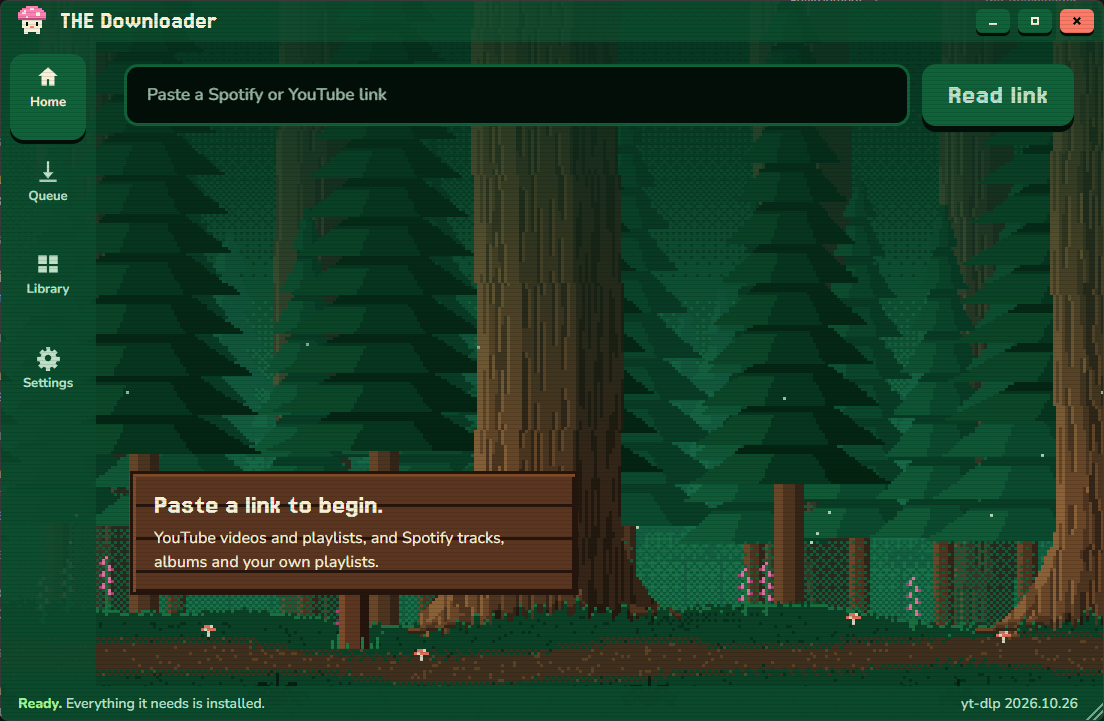 THE Downloader
Home
Paste a Spotify or YouTube link
Read link
Queue
Library
Settings
Paste a link to begin.
YouTube videos and playlists, and Spotify tracks,
albums and your own playlists.
Ready. Everything it needs is installed.
yt-dlp 2026.10.26